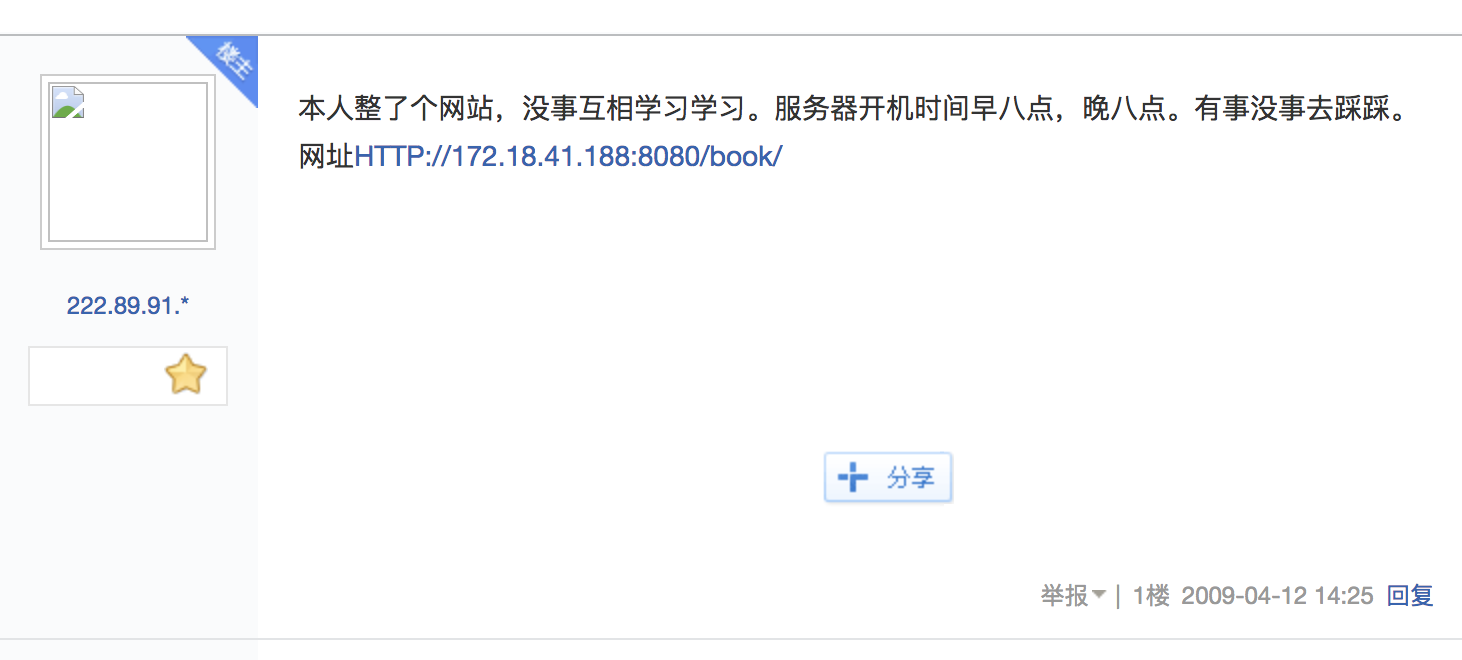 楼主
本人整了个网站，没事互相学习学习。服务器开机时间早八点，晚八点。有事没事去踩踩。
网址HTTP://172.18.41.188:8080/book/
222.89.91.*
分享
举报 | 1楼 2009-04-12 14:25 回复